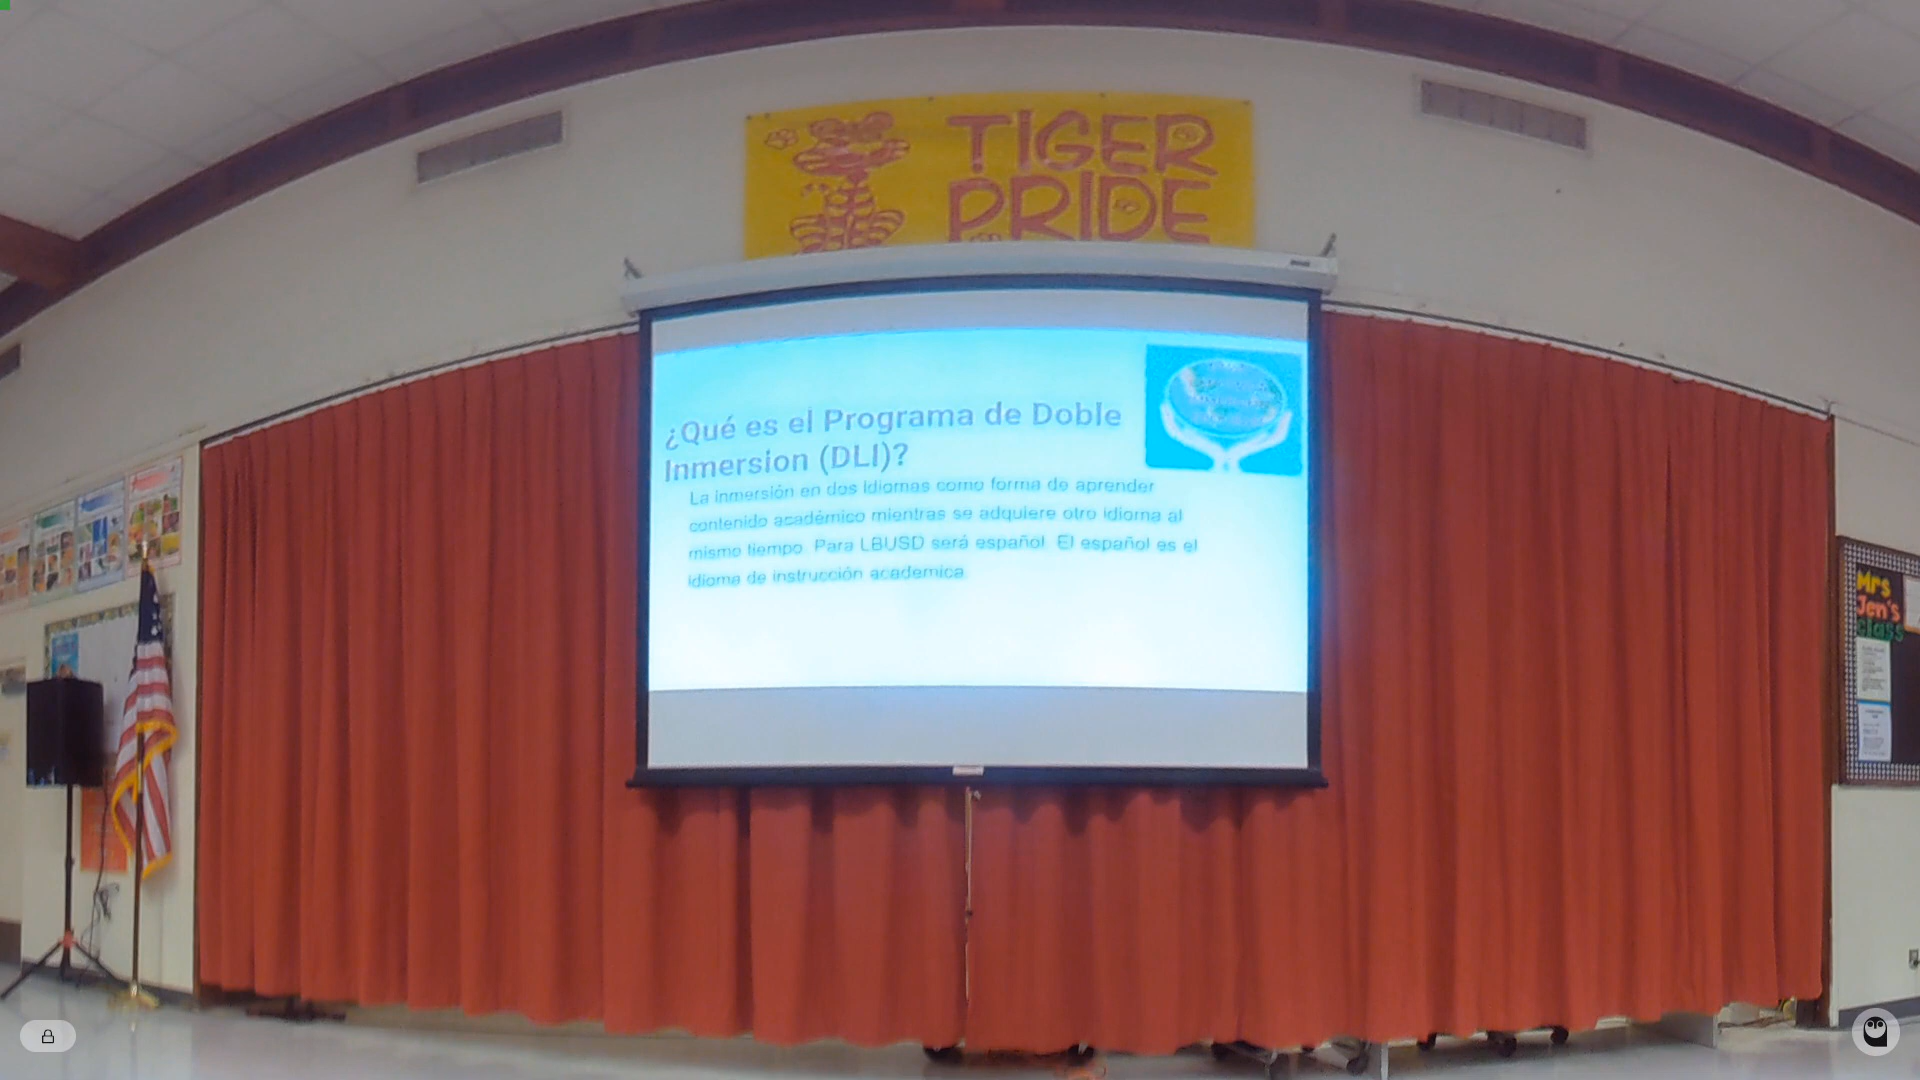 TIGER
PRIDE
¿Qué es el Programa de Doble
Inmersion (DLI)?
La inmersión en dos idiomas como forma de aprender
contenido académico mientras se adquiere otro idioma al
mismo tiempo. Para LBUSD será español. El español es el
idioma de instrucción academica.
Mrs
Jen's
class